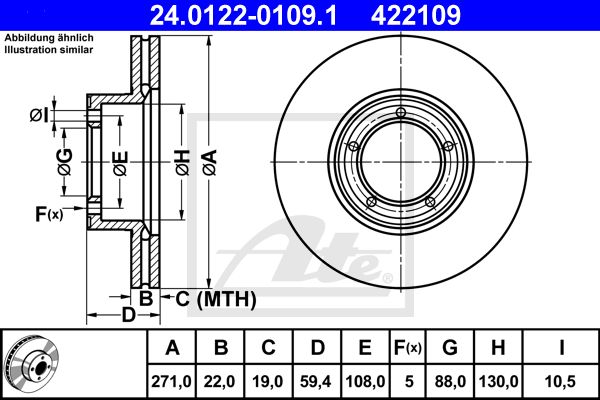 24.0122-0109.1 422109
Abbildung ähnlich
Illustration similar
ØI
ØG
ØE
ØH
ØA
F(x)
B
C (MTH)
D
Ate
A B C D E F(x) G H I
271,0 22,0 19,0 59,4 108,0 5 88,0 130,0 10,5